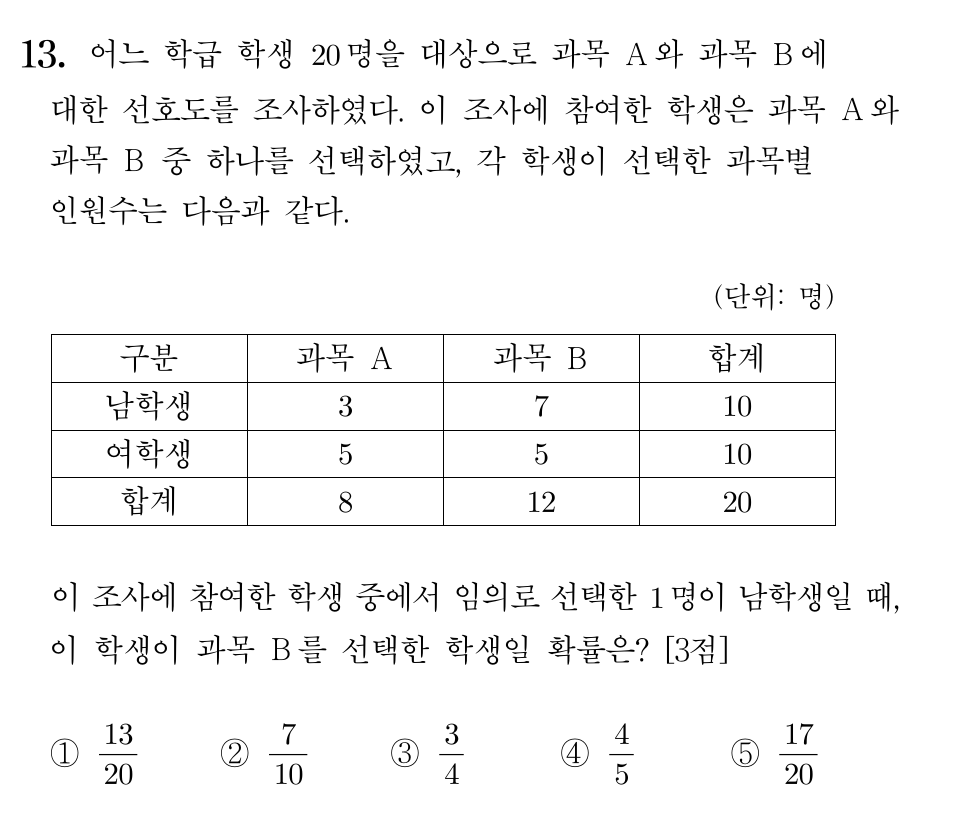 13. 어느 학급 학생 20명을 대상으로 과목 A와 과목 B에
대한 선호도를 조사하였다. 이 조사에 참여한 학생은 과목 A와
과목 B 중 하나를 선택하였고, 각 학생이 선택한 과목별
인원수는 다음과 같다.
(단위: 명)
구분 과목 A 과목 B 합계
남학생 3 7 10
여학생 5 5 10
합계 8 12 20
이 조사에 참여한 학생 중에서 임의로 선택한 1명이 남학생일 때,
이 학생이 과목 B를 선택한 학생일 확률은? [3점]
① 13/20 ② 7/10 ③ 3/4 ④ 4/5 ⑤ 17/20